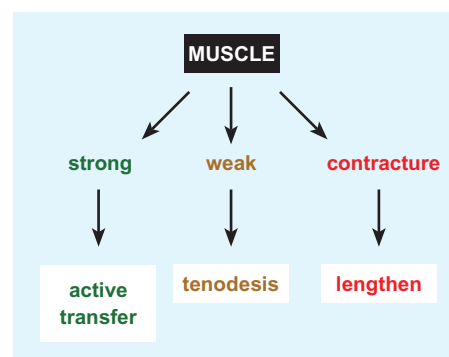 MUSCLE
strong weak contracture
active
transfer
tenodesis
lengthen